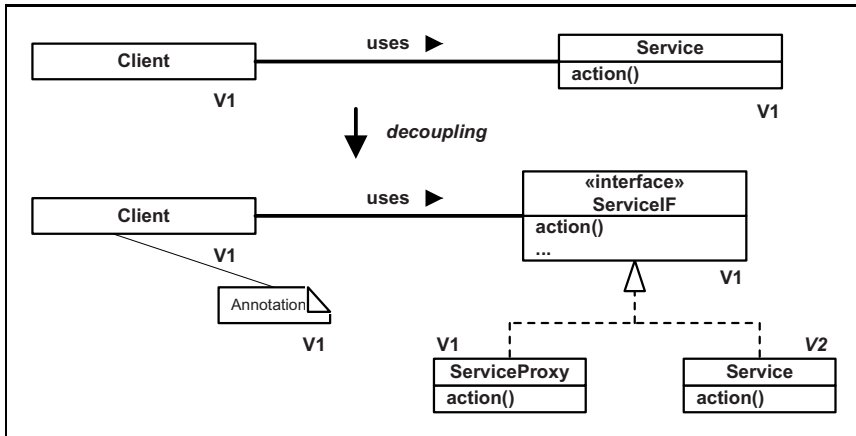 uses ►
Client
Service
action()
V1
V1
decoupling
«interface»
ServiceIF
uses ►
Client
action()
...
V1
V1
Annotation
V1
V1
V2
ServiceProxy
Service
action()
action()